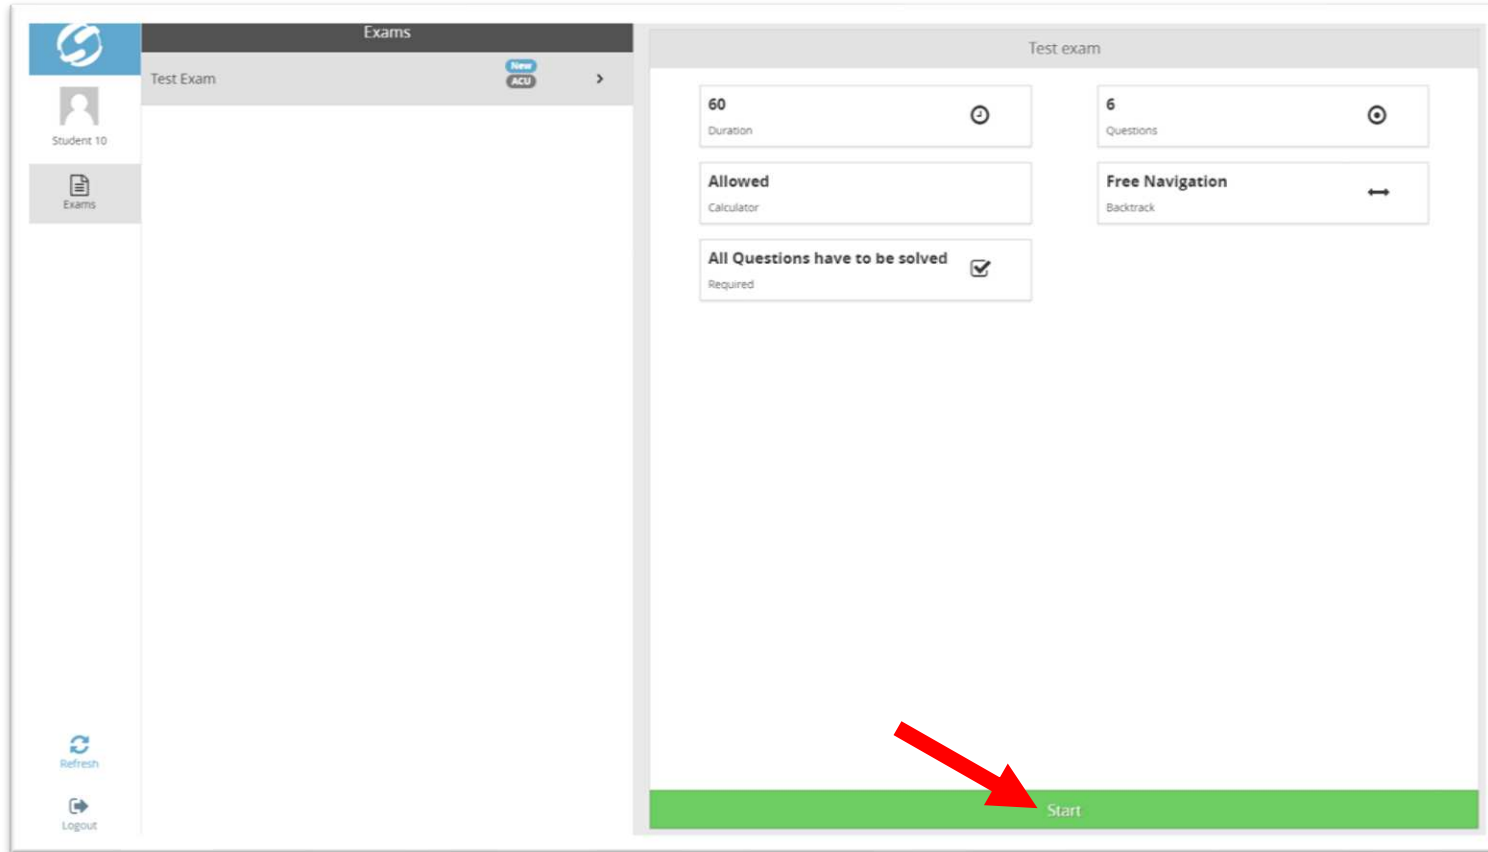 Exams
Test Exam
New
ACU
Student 10
Exams
Refresh
Logout
Test exam
60
Duration
6
Questions
Allowed
Calculator
Free Navigation
Backtrack
All Questions have to be solved
Required
Start